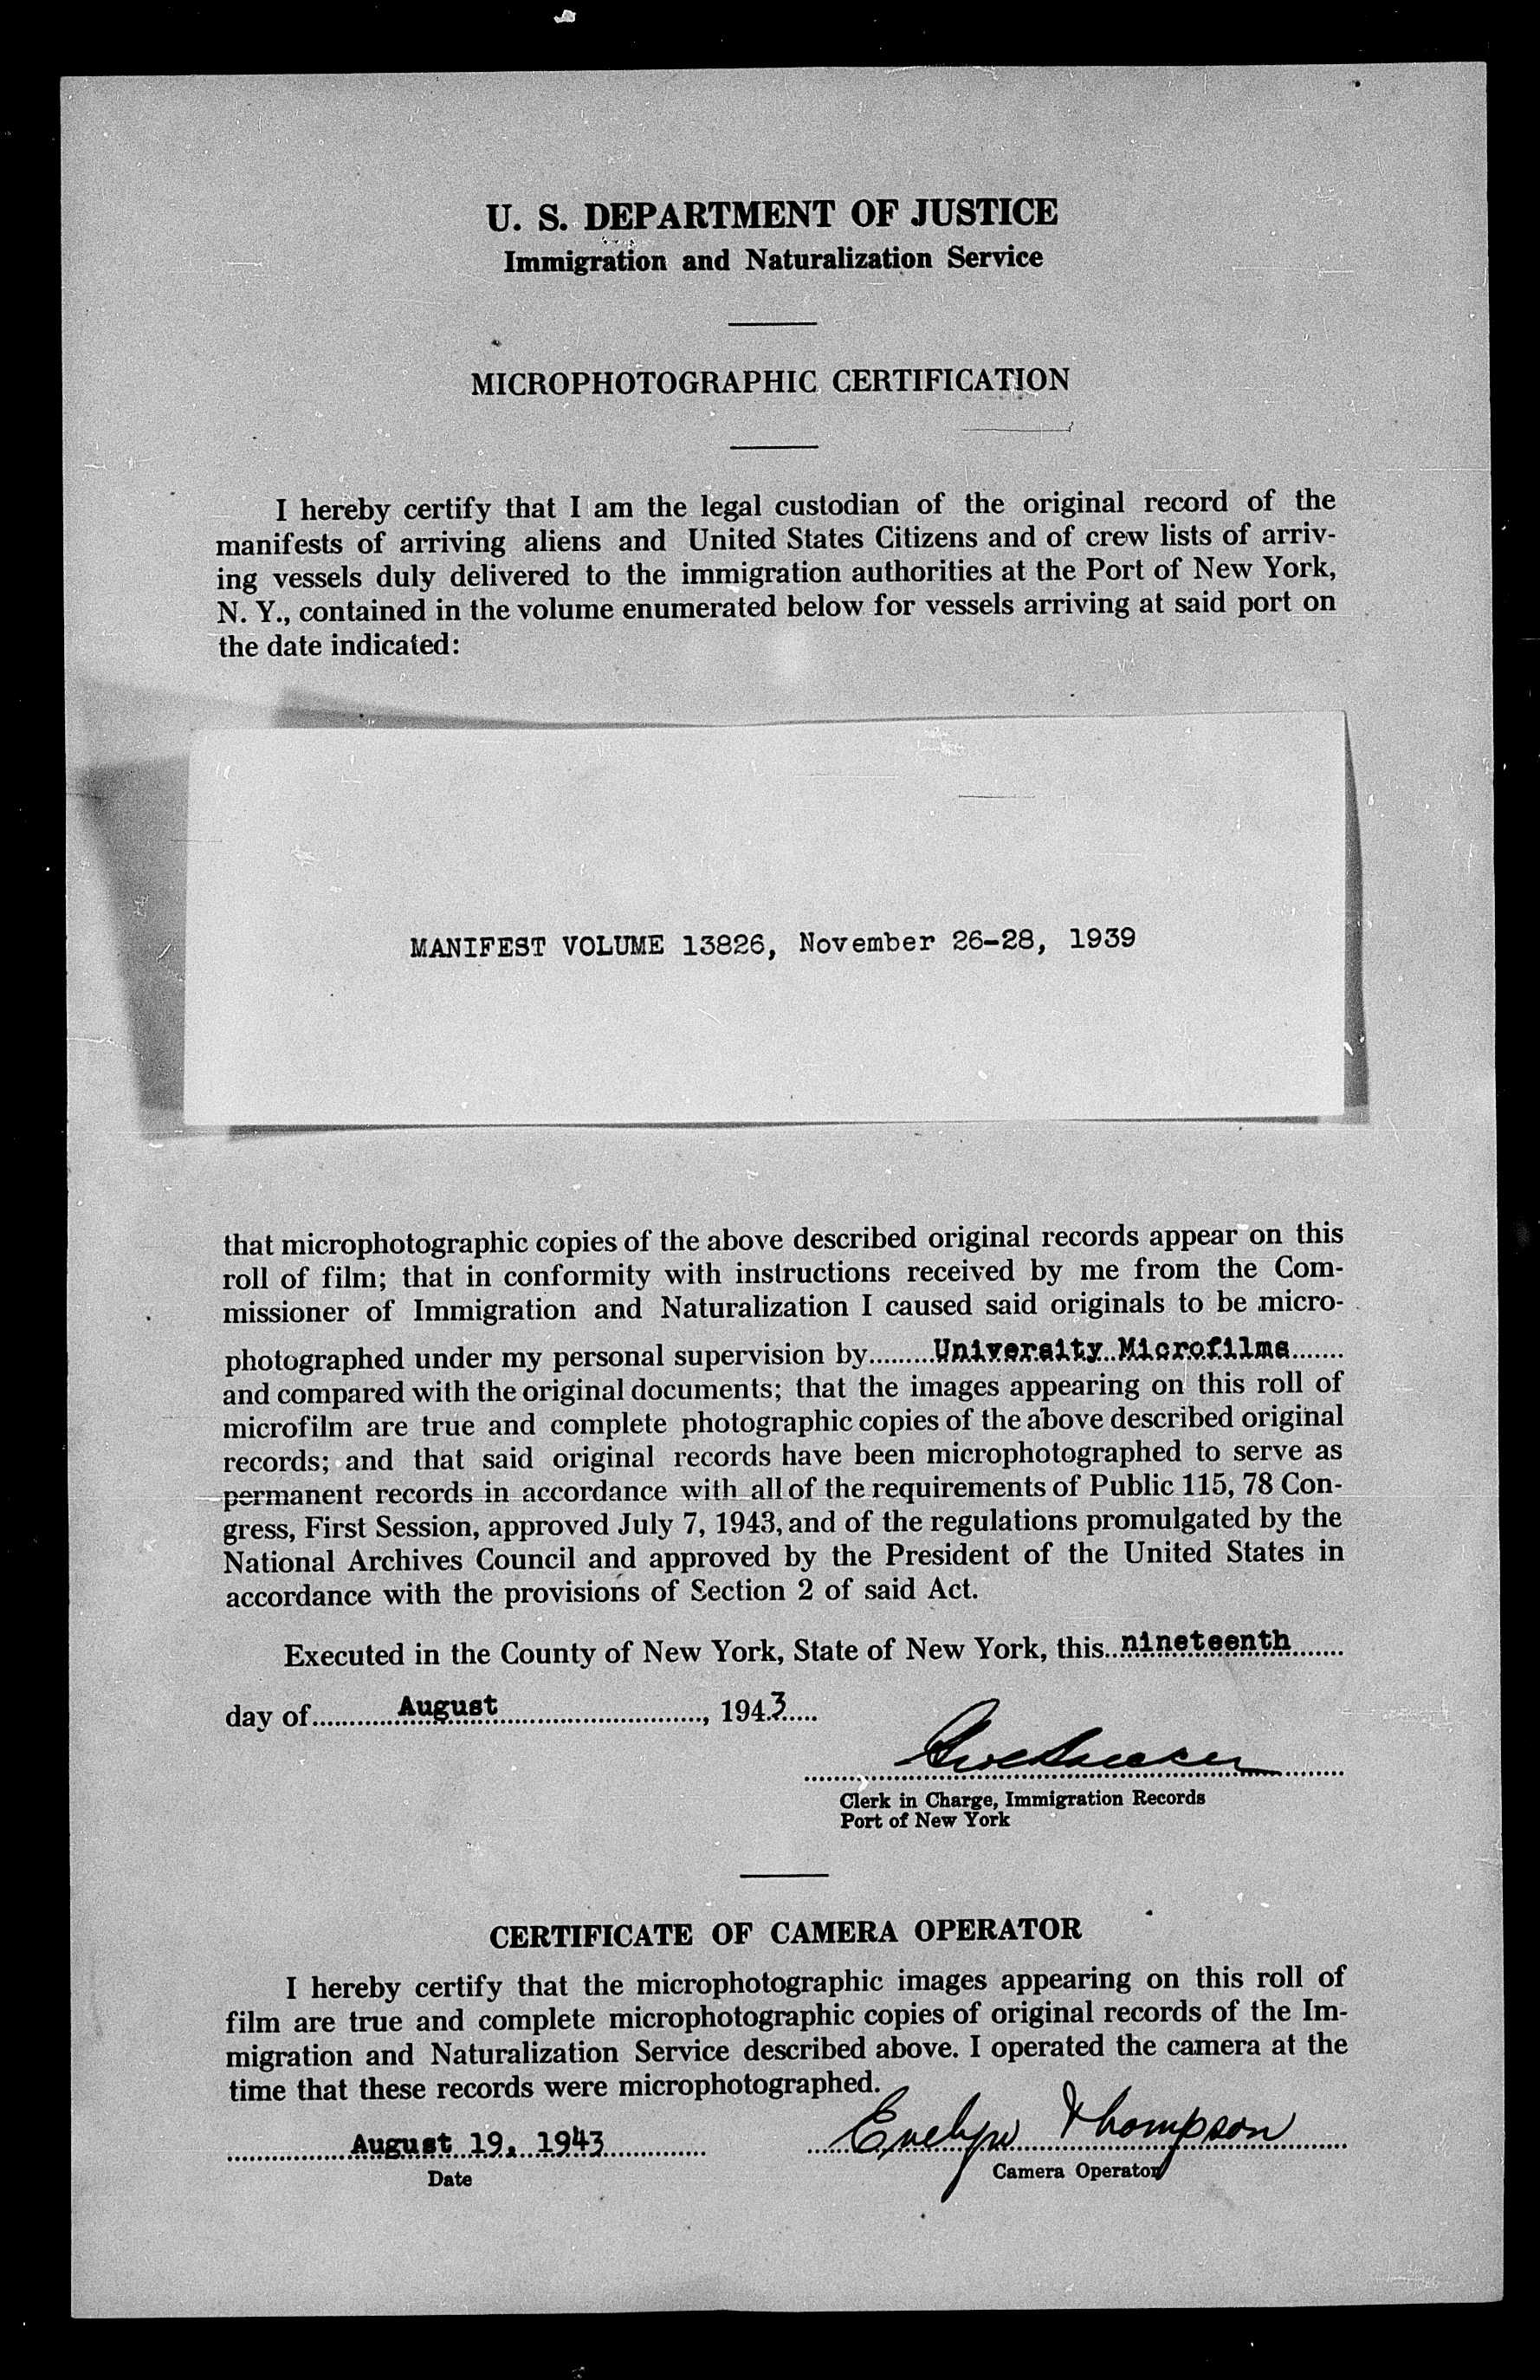 U. S. DEPARTMENT OF JUSTICE
Immigration and Naturalization Service
MICROPHOTOGRAPHIC CERTIFICATION
I hereby certify that I am the legal custodian of the original record of the
manifests of arriving aliens and United States Citizens and of crew lists of arriv-
ing vessels duly delivered to the immigration authorities at the Port of New York,
N. Y., contained in the volume enumerated below for vessels arriving at said port on
the date indicated:
MANIFEST VOLUME 13826, November 26-28, 1939
that microphotographic copies of the above described original records appear on this
roll of film; that in conformity with instructions received by me from the Com-
missioner of Immigration and Naturalization I caused said originals to be micro-
photographed under my personal supervision by.........University Microfilms.......
and compared with the original documents; that the images appearing on this roll of
microfilm are true and complete photographic copies of the above described original
records; and that said original records have been microphotographed to serve as
permanent records in accordance with all of the requirements of Public 115, 78 Con-
gress, First Session, approved July 7, 1943, and of the regulations promulgated by the
National Archives Council and approved by the President of the United States in
accordance with the provisions of Section 2 of said Act.
Executed in the County of New York, State of New York, this..nineteenth.......
day of............August............................., 1943.....
Clerk in Charge, Immigration Records
Port of New York
CERTIFICATE OF CAMERA OPERATOR
I hereby certify that the microphotographic images appearing on this roll of
film are true and complete microphotographic copies of original records of the Im-
migration and Naturalization Service described above. I operated the camera at the
time that these records were microphotographed.
August 19, 1943 Evelyn Thompson
Date Camera Operator